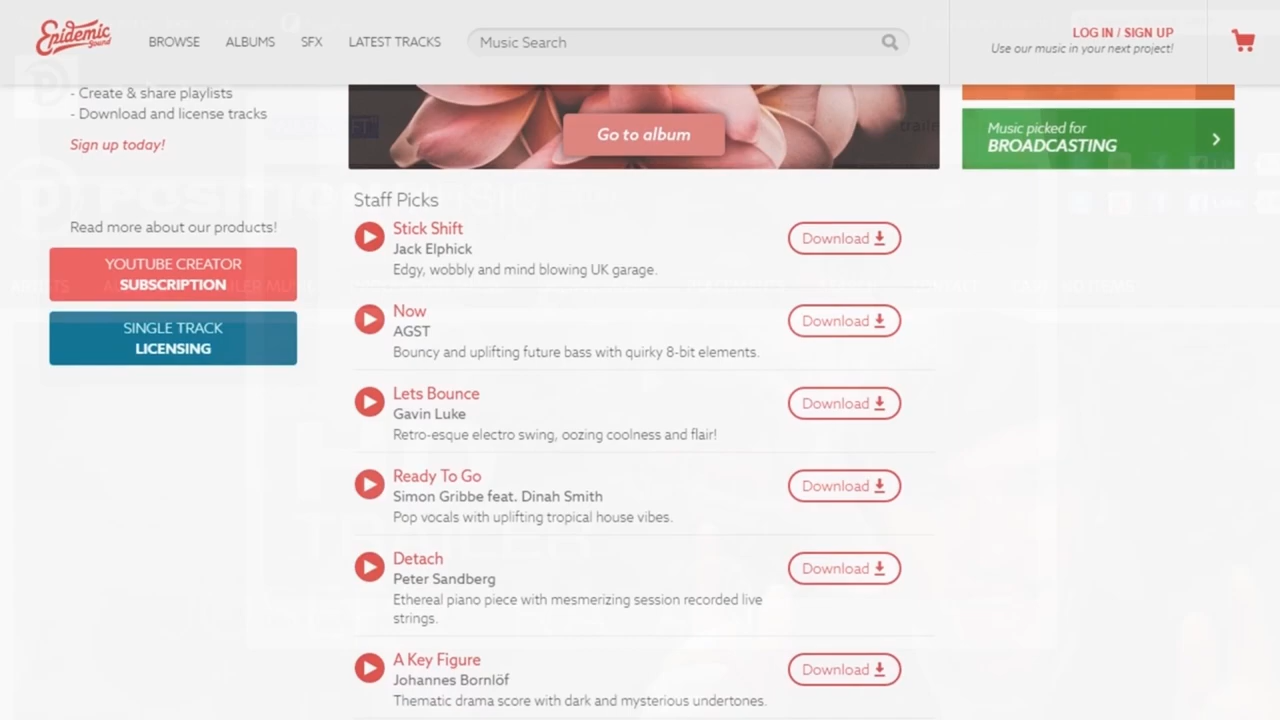 Epidemic
Sound
BROWSE ALBUMS SFX LATEST TRACKS Music Search
LOG IN / SIGN UP
Use our music in your next project!
- Create & share playlists
- Download and license tracks
Sign up today!
Go to album
Music picked for
BROADCASTING
Read more about our products!
YOUTUBE CREATOR
SUBSCRIPTION
SINGLE TRACK
LICENSING
Staff Picks
Stick Shift
Jack Elphick
Edgy, wobbly and mind blowing UK garage.
Download
Now
AGST
Bouncy and uplifting future bass with quirky 8-bit elements.
Download
Lets Bounce
Gavin Luke
Retro-esque electro swing, oozing coolness and flair!
Download
Ready To Go
Simon Gribbe feat. Dinah Smith
Pop vocals with uplifting tropical house vibes.
Download
Detach
Peter Sandberg
Ethereal piano piece with mesmerizing session recorded live
strings.
Download
A Key Figure
Johannes Bornlöf
Thematic drama score with dark and mysterious undertones.
Download